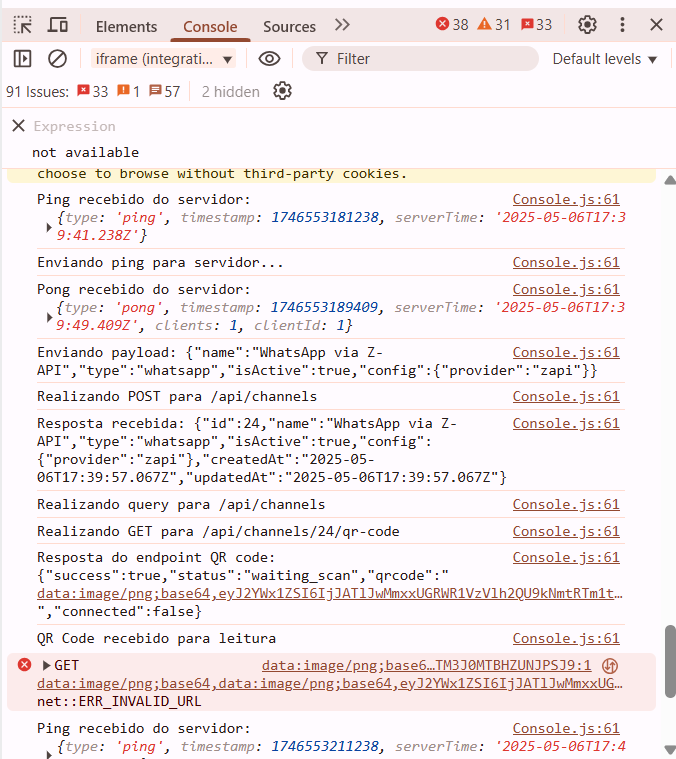 Elements Console Sources 38 31 33
iframe (integrati... Filter Default levels
91 Issues: 33 1 57 2 hidden
Expression
not available
choose to browse without third-party cookies.
Ping recebido do servidor: Console.js:61
{type: 'ping', timestamp: 1746553181238, serverTime: '2025-05-06T17:3
9:41.238Z'}
Enviando ping para servidor... Console.js:61
Pong recebido do servidor: Console.js:61
{type: 'pong', timestamp: 1746553189409, serverTime: '2025-05-06T17:3
9:49.409Z', clients: 1, clientId: 1}
Enviando payload: {"name":"WhatsApp via Z- Console.js:61
API","type":"whatsapp","isActive":true,"config":{"provider":"zapi"}}
Realizando POST para /api/channels Console.js:61
Resposta recebida: {"id":24,"name":"WhatsApp via Z- Console.js:61
API","type":"whatsapp","isActive":true,"config":
{"provider":"zapi"},"createdAt":"2025-05-
06T17:39:57.067Z","updatedAt":"2025-05-06T17:39:57.067Z"}
Realizando query para /api/channels Console.js:61
Realizando GET para /api/channels/24/qr-code Console.js:61
Resposta do endpoint QR code: Console.js:61
{"success":true,"status":"waiting_scan","qrcode":"
data:image/png;base64,eyJ2YWx1ZSI6IjJATlJwMmxxUGRWR1VzVlh2QU9kNmtRTm1t…
","connected":false}
QR Code recebido para leitura Console.js:61
GET data:image/png;base6…TM3J0MTBHZUNJPSJ9:1
data:image/png;base64,data:image/png;base64,eyJ2YWx1ZSI6IjJATlJwMmxxUG…
net::ERR_INVALID_URL
Ping recebido do servidor: Console.js:61
{type: 'ping', timestamp: 1746553211238, serverTime: '2025-05-06T17:4